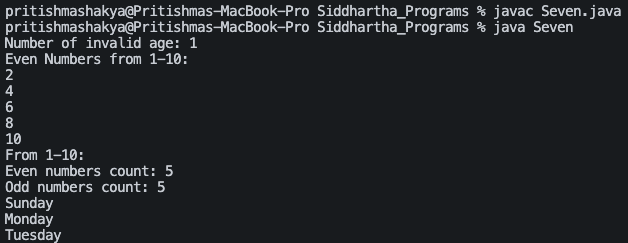 pritishmashakya@Pritishmas-MacBook-Pro Siddhartha_Programs % javac Seven.java
pritishmashakya@Pritishmas-MacBook-Pro Siddhartha_Programs % java Seven
Number of invalid age: 1
Even Numbers from 1-10:
2
4
6
8
10
From 1-10:
Even numbers count: 5
Odd numbers count: 5
Sunday
Monday
Tuesday